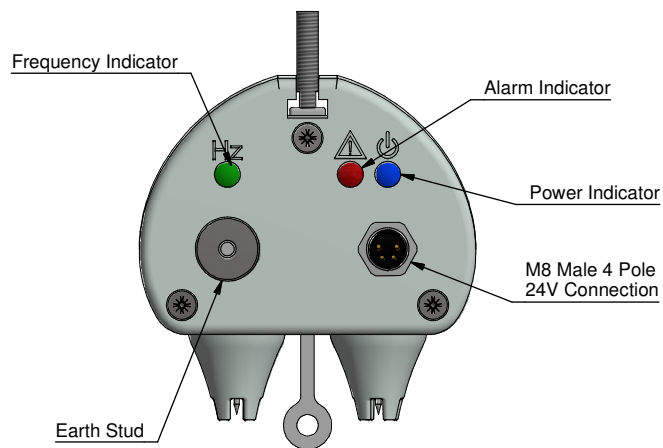 Frequency Indicator
Alarm Indicator
Hz
Power Indicator
M8 Male 4 Pole
24V Connection
Earth Stud